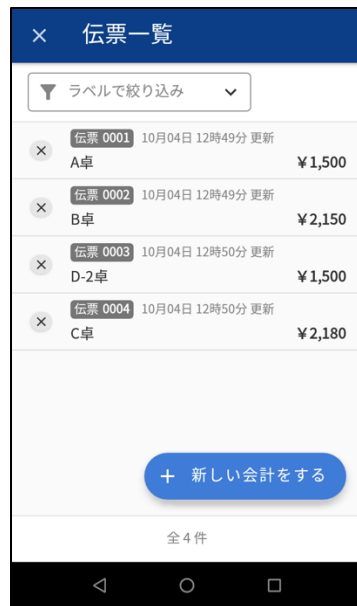 伝票一覧
ラベルで絞り込み
伝票 0001 10月04日 12時49分 更新
A卓 ¥1,500
伝票 0002 10月04日 12時49分 更新
B卓 ¥2,150
伝票 0003 10月04日 12時50分 更新
D-2卓 ¥1,500
伝票 0004 10月04日 12時50分 更新
C卓 ¥2,180
+ 新しい会計をする
全4件